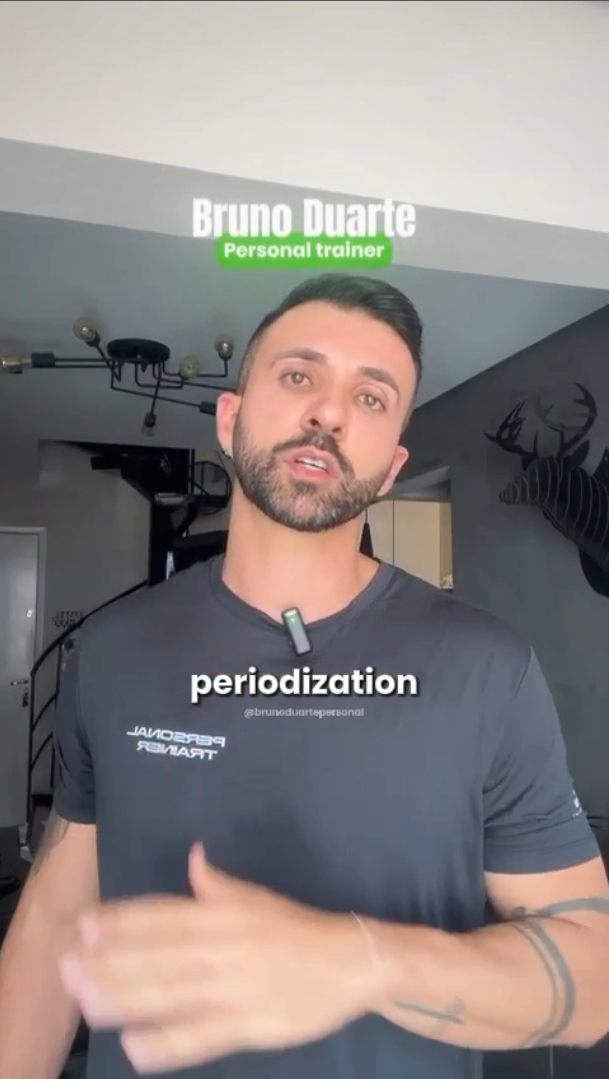 Bruno Duarte
Personal trainer
periodization
@brunoduartepersonal
PERSONAL
TRAINER